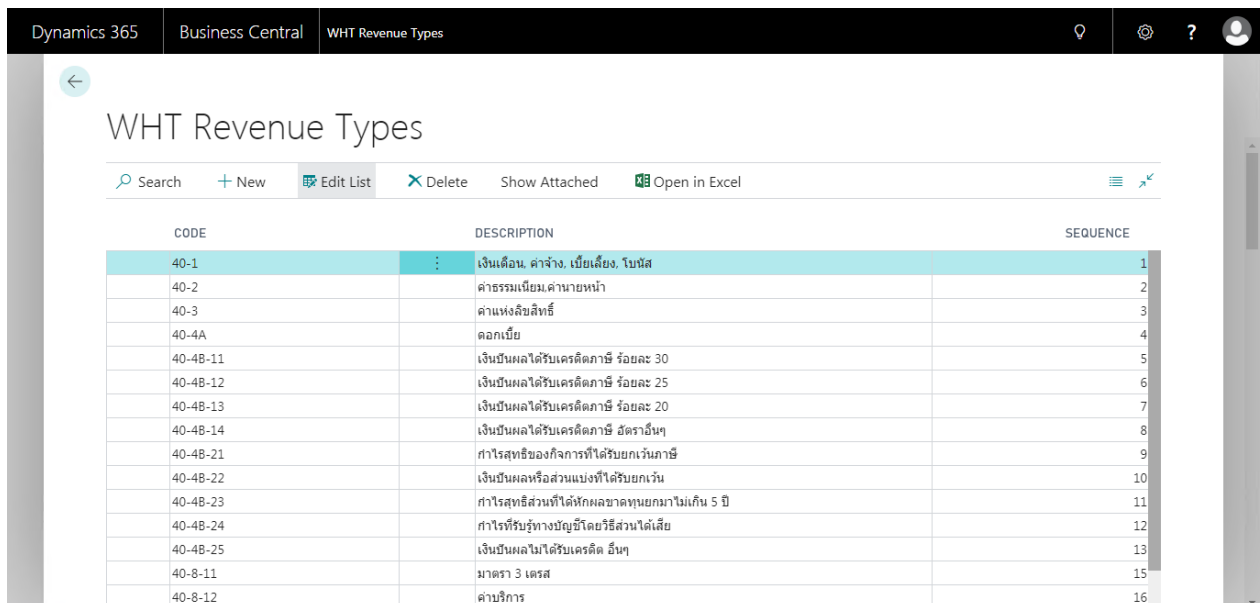 Dynamics 365 Business Central WHT Revenue Types ?
WHT Revenue Types
Search + New Edit List Delete Show Attached Open in Excel
CODE DESCRIPTION SEQUENCE
40-1 เงินเดือน, ค่าจ้าง, เบี้ยเลี้ยง, โบนัส 1
40-2 ค่าธรรมเนียม,ค่านายหน้า 2
40-3 ค่าแห่งลิขสิทธิ์ 3
40-4A ดอกเบี้ย 4
40-4B-11 เงินปันผลได้รับเครดิตภาษี ร้อยละ 30 5
40-4B-12 เงินปันผลได้รับเครดิตภาษี ร้อยละ 25 6
40-4B-13 เงินปันผลได้รับเครดิตภาษี ร้อยละ 20 7
40-4B-14 เงินปันผลได้รับเครดิตภาษี อัตราอื่นๆ 8
40-4B-21 กำไรสุทธิของกิจการที่ได้รับยกเว้นภาษี 9
40-4B-22 เงินปันผลหรือส่วนแบ่งที่ได้รับยกเว้น 10
40-4B-23 กำไรสุทธิส่วนที่ได้หักผลขาดทุนยกมาไม่เกิน 5 ปี 11
40-4B-24 กำไรที่รับรู้ทางบัญชีโดยวิธีส่วนได้เสีย 12
40-4B-25 เงินปันผลไม่ได้รับเครดิต อื่นๆ 13
40-8-11 มาตรา 3 เตรส 15
40-8-12 ค่าบริการ 16